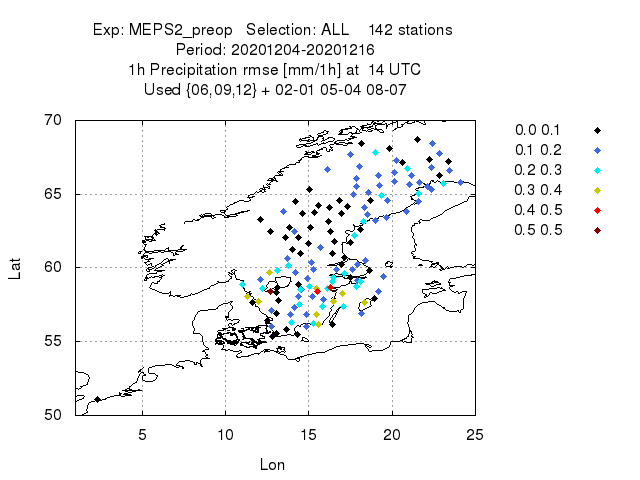 Exp: MEPS2_preop   Selection: ALL    142 stations
Period: 20201204-20201216
1h Precipitation rmse [mm/1h] at  14 UTC
Used {06,09,12} + 02-01 05-04 08-07
70
65
60
55
50
Lat
5
10
15
20
25
Lon
0.0 0.1
0.1 0.2
0.2 0.3
0.3 0.4
0.4 0.5
0.5 0.5